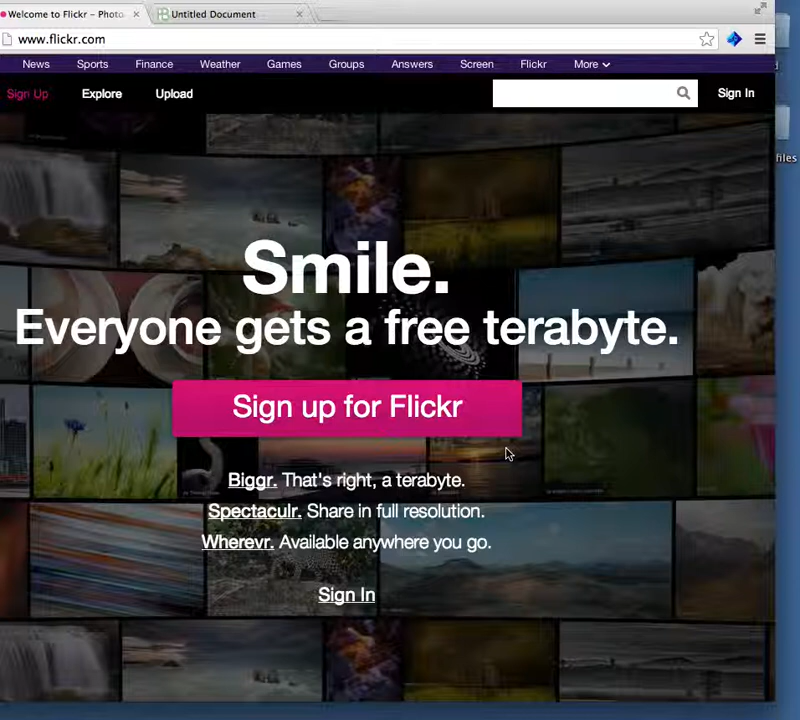 Welcome to Flickr – Photo
Untitled Document
www.flickr.com
News Sports Finance Weather Games Groups Answers Screen Flickr More
Sign Up Explore Upload Sign In
files
Smile.
Everyone gets a free terabyte.
Sign up for Flickr
Biggr. That's right, a terabyte.
Spectaculr. Share in full resolution.
Wherevr. Available anywhere you go.
Sign In